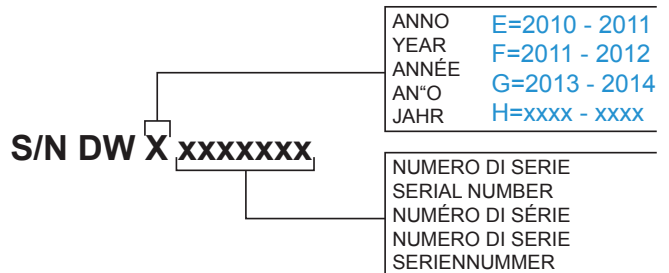 ANNO
YEAR
ANNÉE
AN“O
JAHR
E=2010 - 2011
F=2011 - 2012
G=2013 - 2014
H=xxxx - xxxx
S/N DW X xxxxxxx
NUMERO DI SERIE
SERIAL NUMBER
NUMÉRO DI SÉRIE
NUMERO DI SERIE
SERIENNUMMER